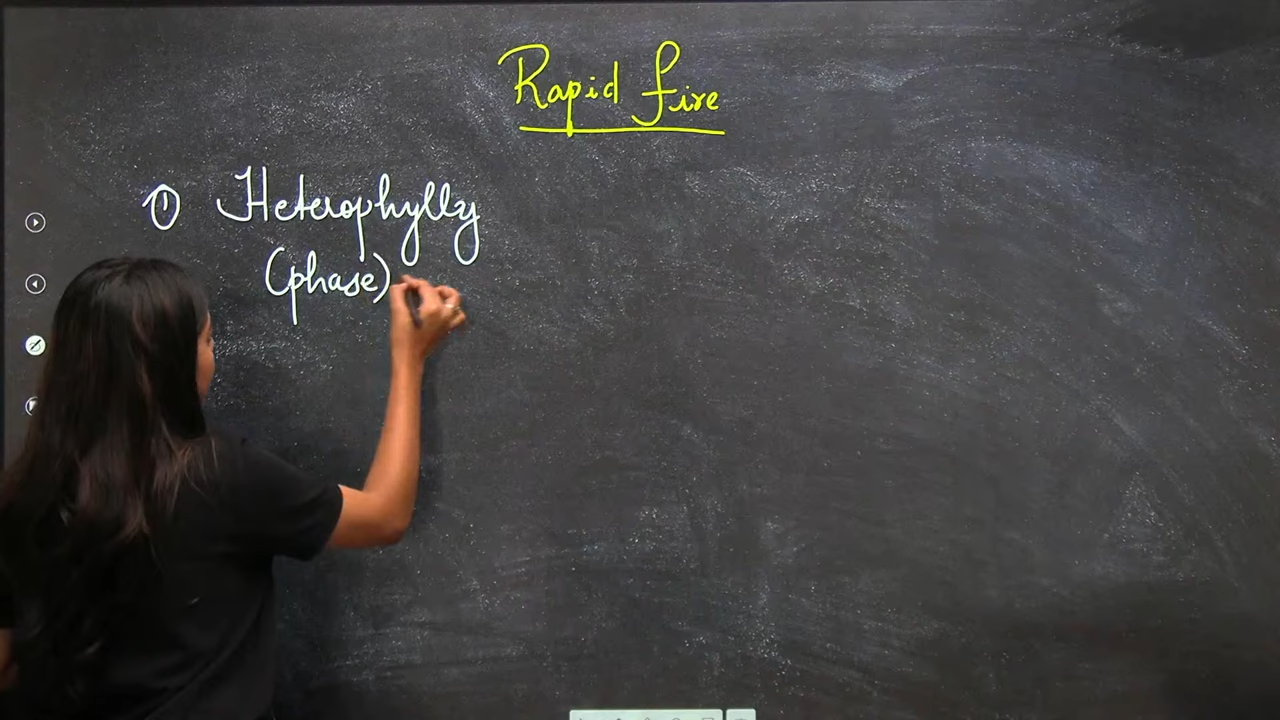 Rapid fire
① Heterophylly
(phase)